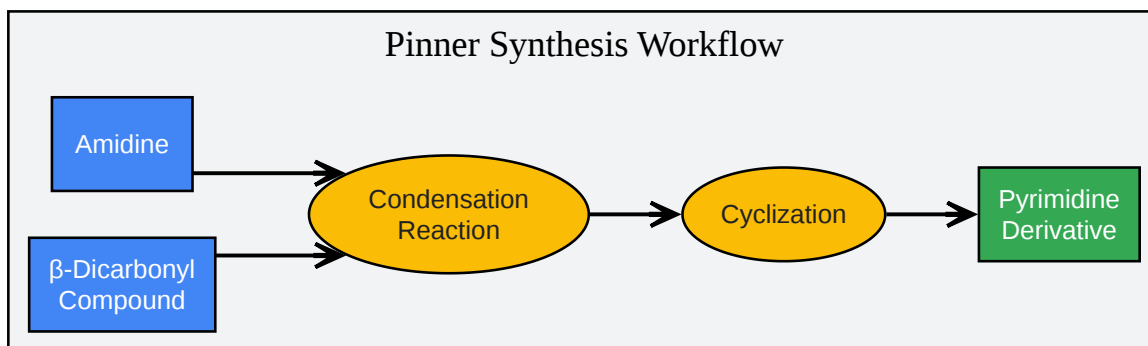 Pinner Synthesis Workflow
Amidine
β-Dicarbonyl
Compound
Condensation
Reaction
Cyclization
Pyrimidine
Derivative